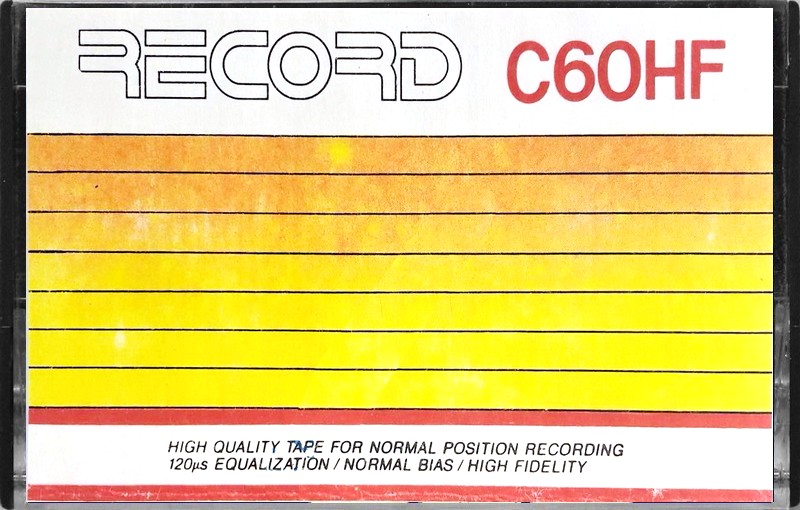 RECORD C60HF
HIGH QUALITY TAPE FOR NORMAL POSITION RECORDING
120µs EQUALIZATION / NORMAL BIAS / HIGH FIDELITY